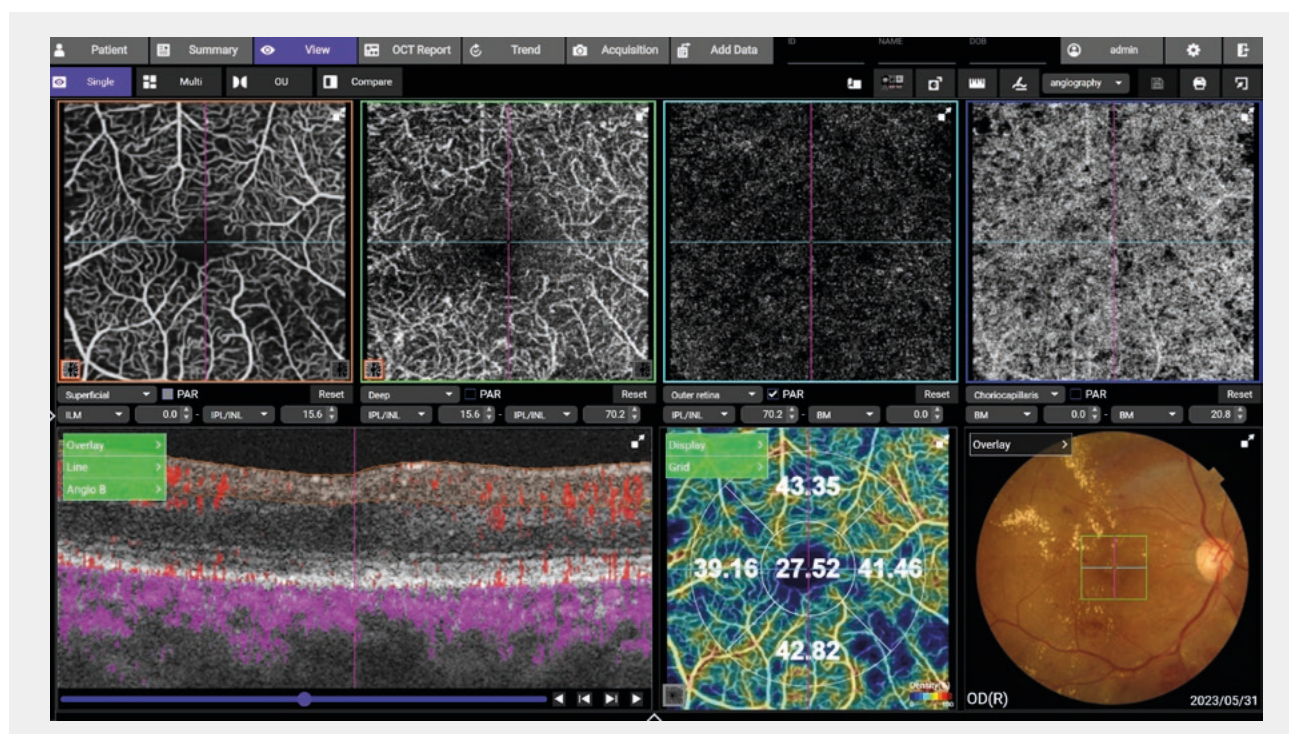 Patient Summary View OCT Report Trend Acquisition Add Data ID NAME DOB admin
Single Multi OU Compare angiography
Superficial PAR Reset Deep PAR Reset Outer retina PAR Reset Choriocapillaris PAR Reset
ILM 0.0 - IPL/INL 15.6 IPL/INL 15.6 - IPL/INL 70.2 IPL/INL 70.2 - BM 0.0 BM 0.0 - BM 20.8
Overlay >
Line >
Angio B >
Display >
Grid >
43.35
39.16 27.52 41.46
42.82
Density(%)
0
Overlay >
OD(R) 2023/05/31